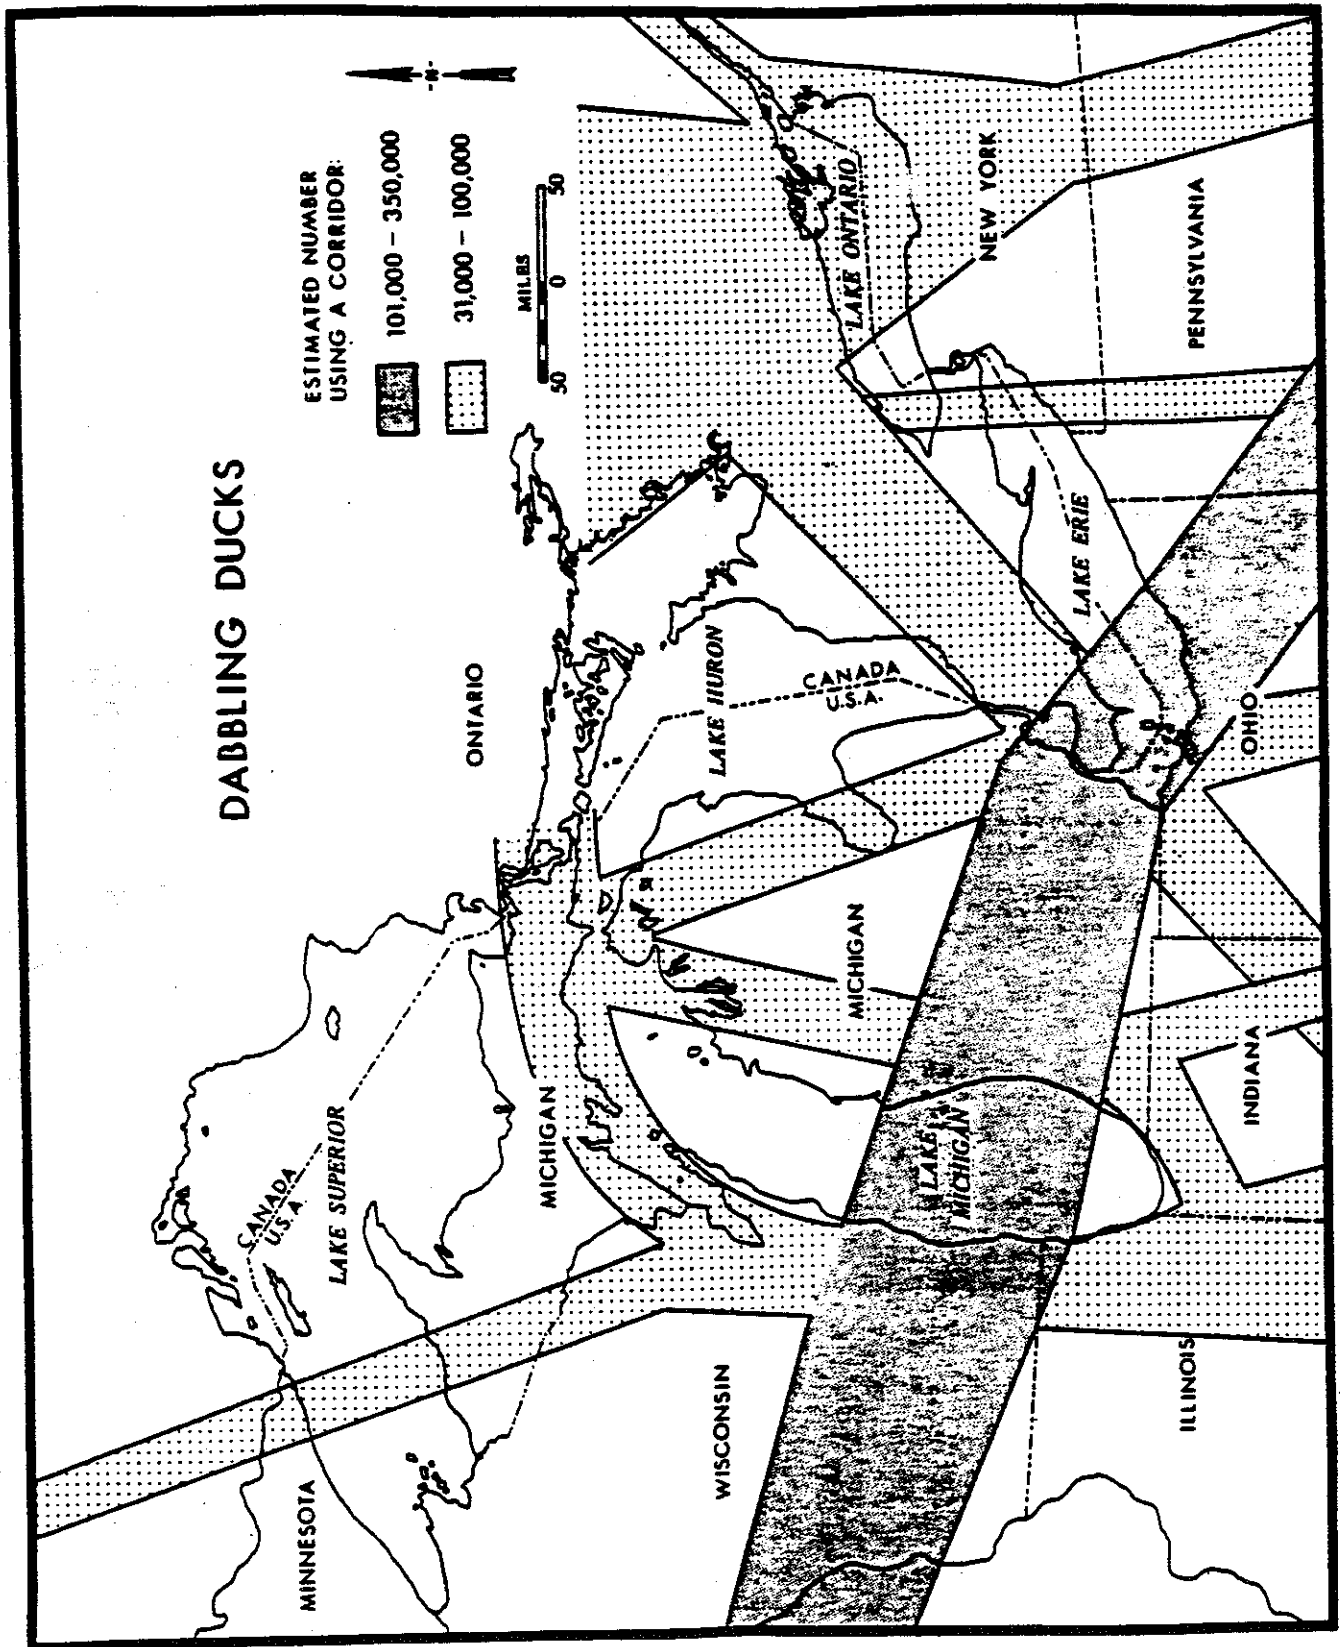 DABBLING DUCKS
ESTIMATED NUMBER
USING A CORRIDOR:
101,000 – 350,000
31,000 – 100,000
MILES
50 0 50
-N-
ONTARIO
MINNESOTA
CANADA
U.S.A.
LAKE SUPERIOR
MICHIGAN
LAKE HURON
CANADA
U.S.A.
WISCONSIN
MICHIGAN
LAKE ONTARIO
NEW YORK
LAKE
MICHIGAN
LAKE ERIE
PENNSYLVANIA
ILLINOIS
INDIANA
OHIO